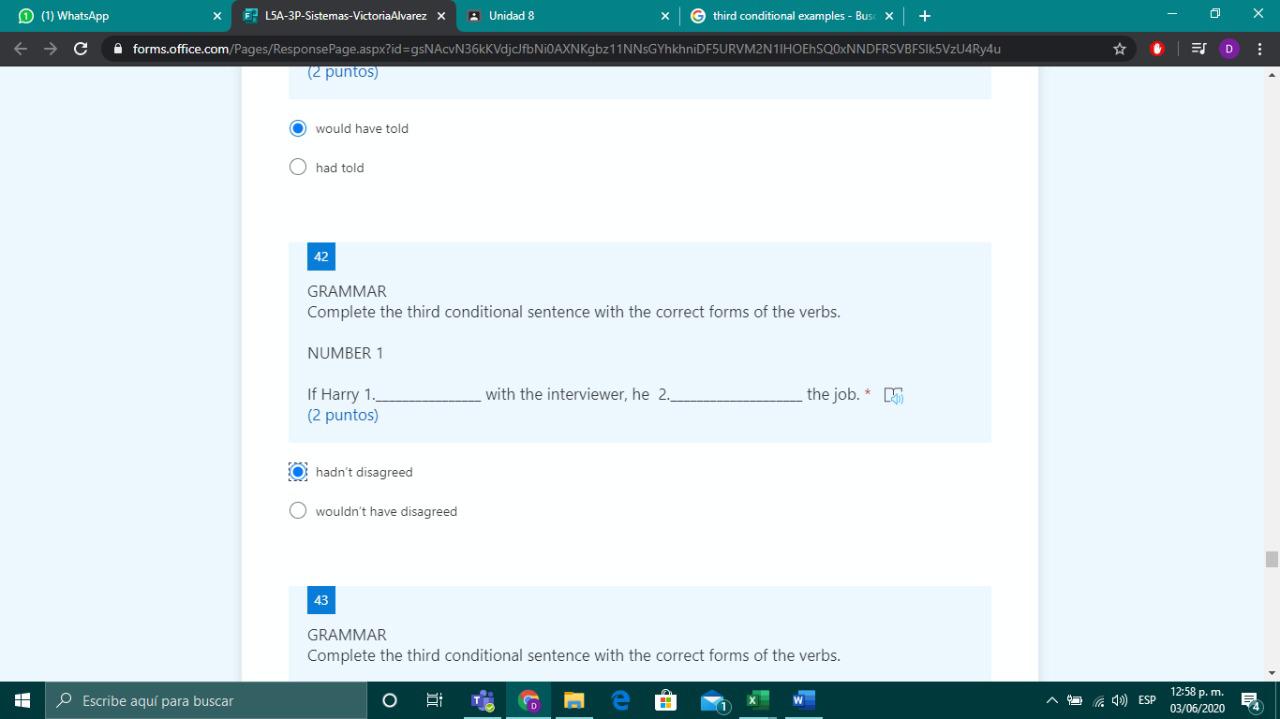 (1) WhatsApp
L5A-3P-Sistemas-VictoriaAlvarez
Unidad 8
third conditional examples - Bus
forms.office.com/Pages/ResponsePage.aspx?id=gsNAcvN36kKVdjcJfbNi0AXNKgbz11NNsGYhkhniDF5URVM2N1lHOEhSQ0xNNDFRSVBFSlk5VzU4Ry4u
D
(2 puntos)
would have told
had told
42
GRAMMAR
Complete the third conditional sentence with the correct forms of the verbs.
NUMBER 1
If Harry 1.________________ with the interviewer, he 2.____________________ the job. *
(2 puntos)
hadn't disagreed
wouldn't have disagreed
43
GRAMMAR
Complete the third conditional sentence with the correct forms of the verbs.
Escribe aquí para buscar
ESP
12:58 p. m.
03/06/2020